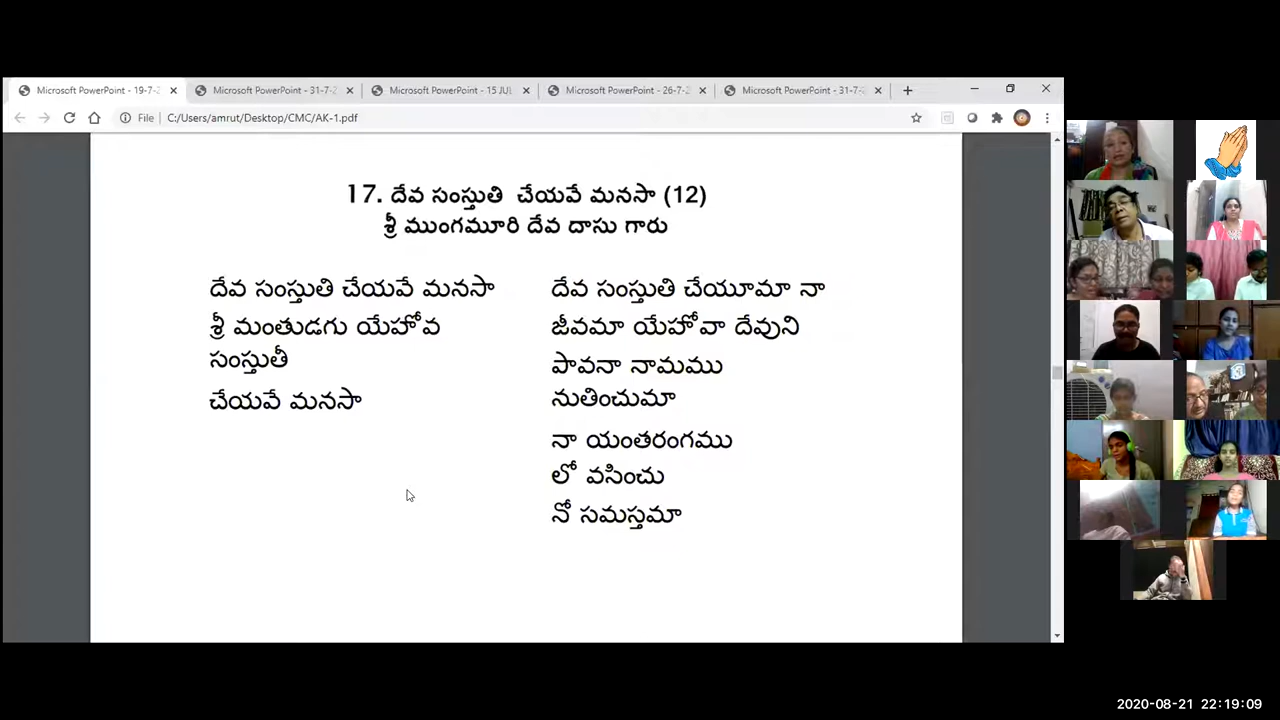 Microsoft PowerPoint - 19-7-2
Microsoft PowerPoint - 31-7-2
Microsoft PowerPoint - 15 JUL
Microsoft PowerPoint - 26-7-2
Microsoft PowerPoint - 31-7-2
File
C:/Users/amrut/Desktop/CMC/AK-1.pdf
17. దేవ సంస్తుతి చేయవే మనసా (12)
శ్రీ ముంగమూరి దేవ దాసు గారు
దేవ సంస్తుతి చేయవే మనసా
శ్రీ మంతుడగు యేహోవ
సంస్తుతీ
చేయవే మనసా
దేవ సంస్తుతి చేయూమా నా
జీవమా యేహోవా దేవుని
పావనా నామము
నుతించుమా
నా యంతరంగము
లో వసించు
నో సమస్తమా
2020-08-21 22:19:09